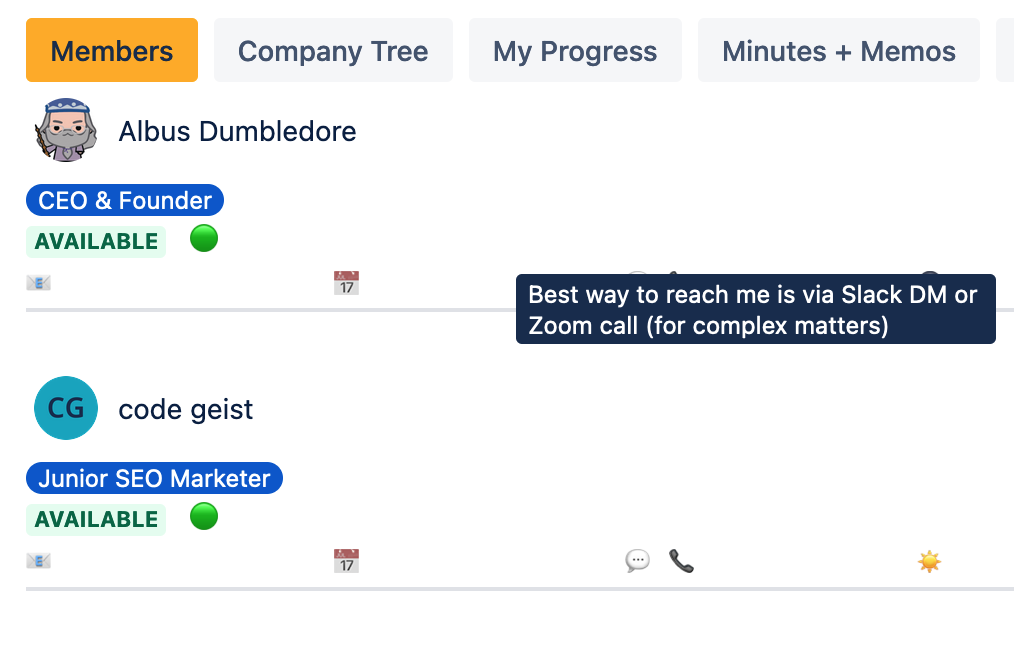 Members Company Tree My Progress Minutes + Memos
Albus Dumbledore
CEO & Founder
AVAILABLE
17
Best way to reach me is via Slack DM or
Zoom call (for complex matters)
CG code geist
Junior SEO Marketer
AVAILABLE
17